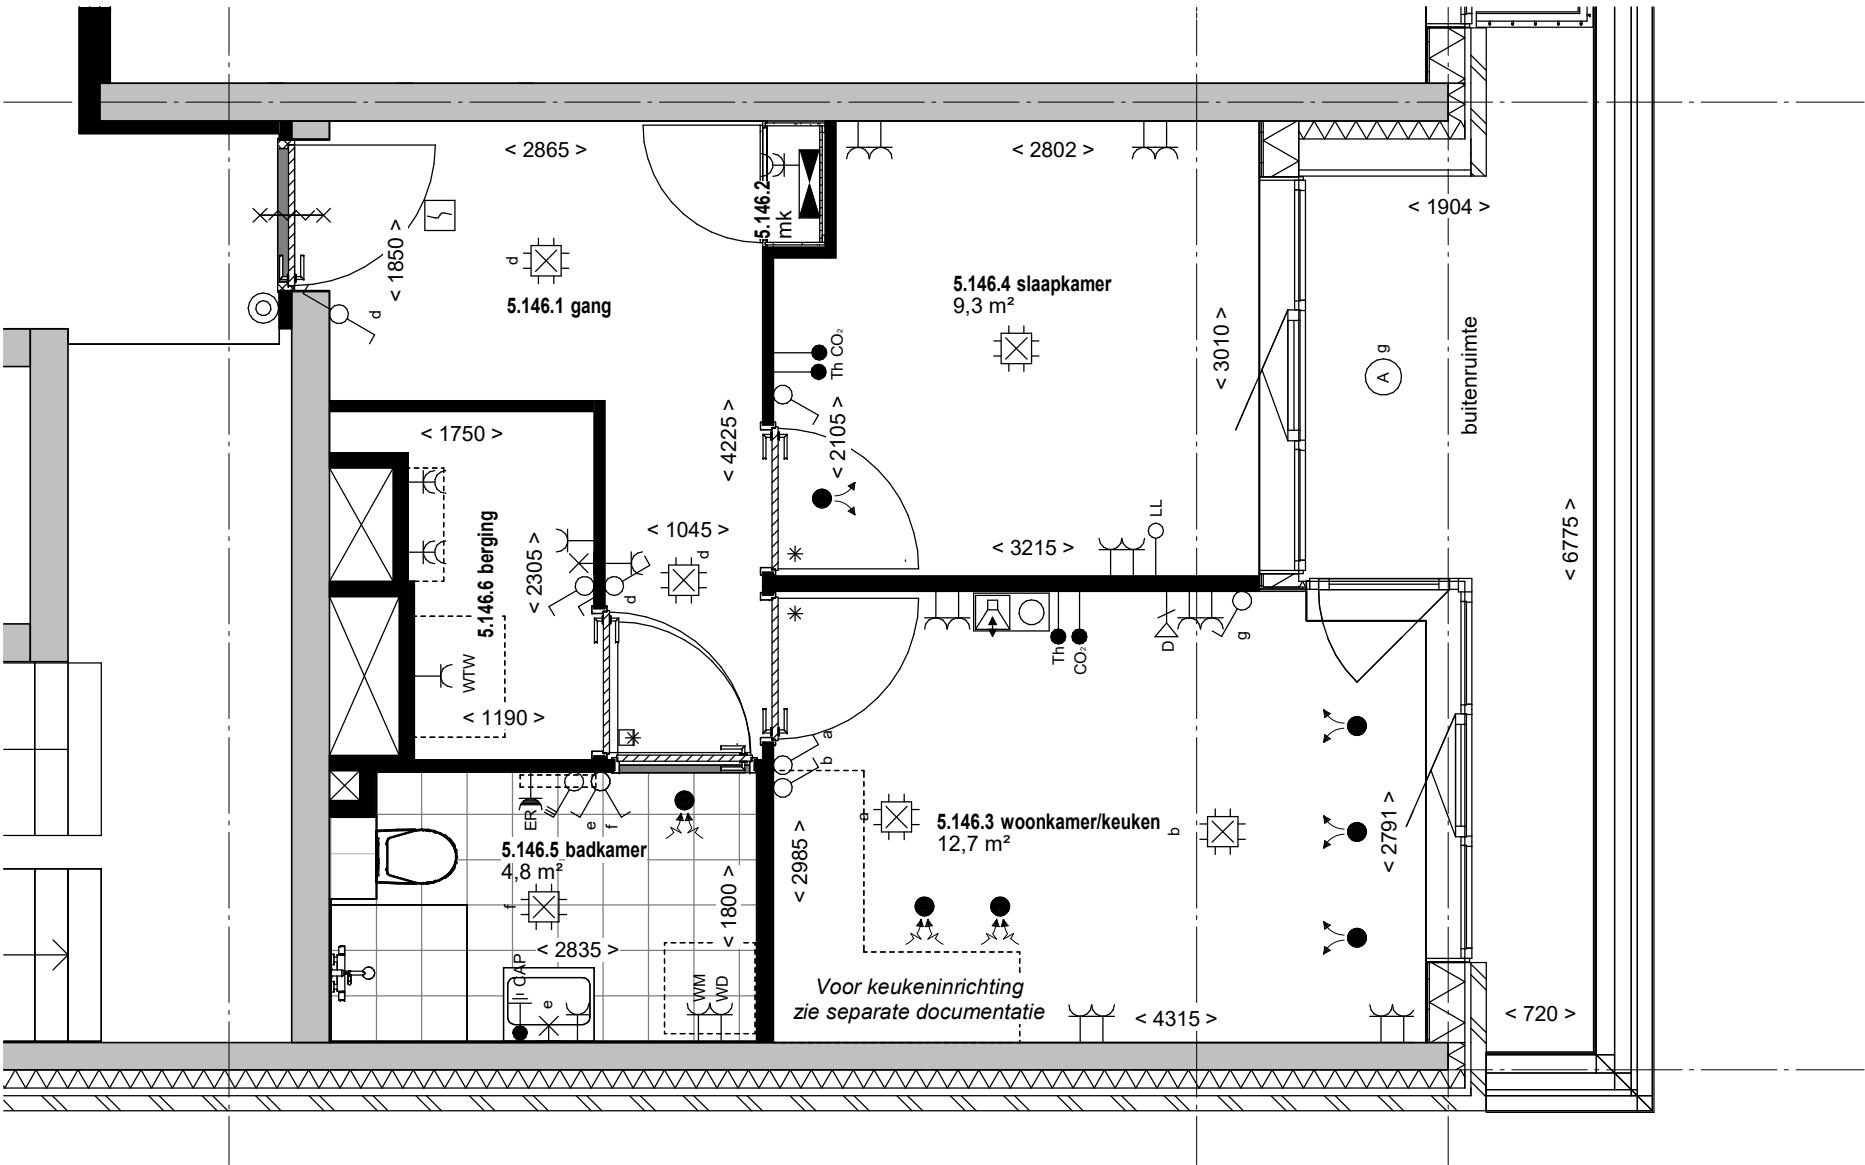 < 2865 >
< 2802 >
< 1904 >
5.146.2
mk
< 1850 >
d
d
5.146.1 gang
5.146.4 slaapkamer
9,3 m²
< 3010 >
A
g
buitenruimte
CO₂
Th
< 2105 >
< 4225 >
< 1750 >
< 1045 >
d
d
< 2305 >
5.146.6 berging
WTW
< 1190 >
< 3215 >
LL
< 6775 >
Th
CO₂
D
g
a
b
ER
e
f
5.146.5 badkamer
4,8 m²
f
< 1800 >
< 2835 >
CAP
e
WM
WD
< 2985 >
a
5.146.3 woonkamer/keuken
12,7 m²
b
< 2791 >
Voor keukeninrichting
zie separate documentatie
< 4315 >
< 720 >